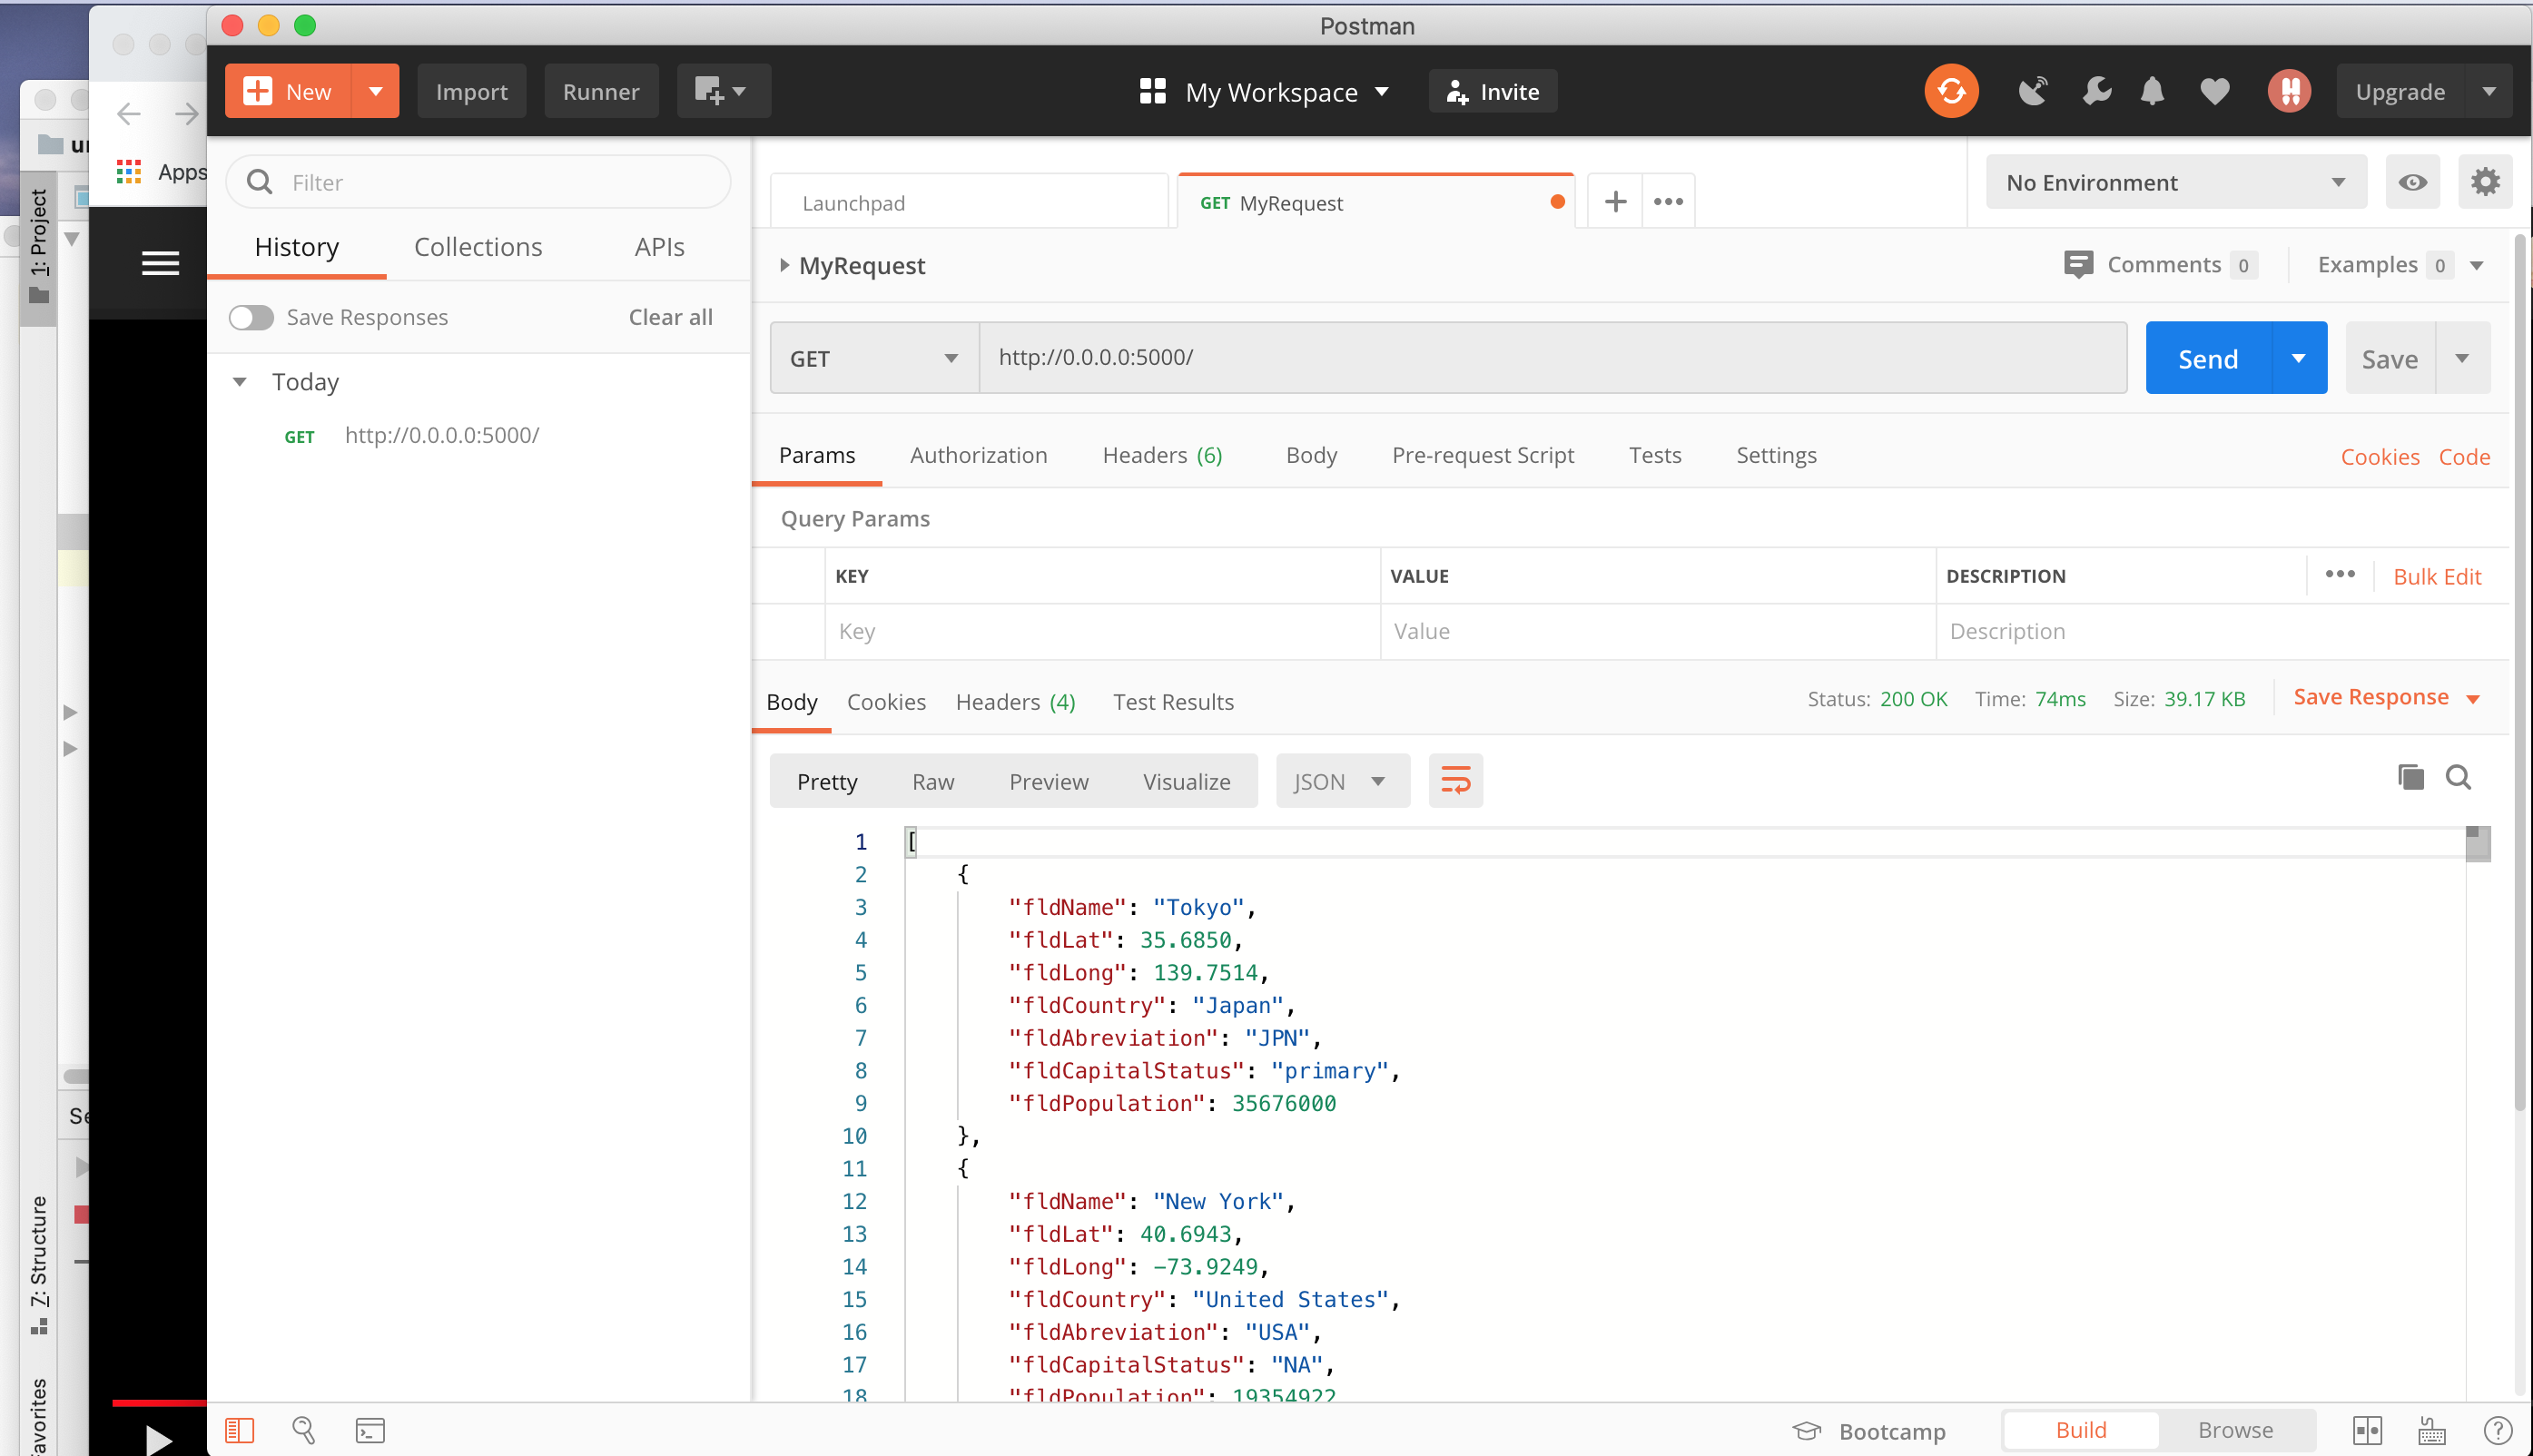 Postman
New
Import
Runner
My Workspace
Invite
Upgrade
Apps
1: Project
Filter
Launchpad
GET MyRequest
No Environment
History
Collections
APIs
MyRequest
Comments 0
Examples 0
Save Responses
Clear all
GET
http://0.0.0.0:5000/
Send
Save
Today
GET http://0.0.0.0:5000/
Params
Authorization
Headers (6)
Body
Pre-request Script
Tests
Settings
Cookies
Code
Query Params
KEY
VALUE
DESCRIPTION
Bulk Edit
Key
Value
Description
Body
Cookies
Headers (4)
Test Results
Status: 200 OK
Time: 74ms
Size: 39.17 KB
Save Response
Pretty
Raw
Preview
Visualize
JSON
1 [
2 {
3 "fldName": "Tokyo",
4 "fldLat": 35.6850,
5 "fldLong": 139.7514,
6 "fldCountry": "Japan",
7 "fldAbreviation": "JPN",
8 "fldCapitalStatus": "primary",
9 "fldPopulation": 35676000
10 },
11 {
12 "fldName": "New York",
13 "fldLat": 40.6943,
14 "fldLong": -73.9249,
15 "fldCountry": "United States",
16 "fldAbreviation": "USA",
17 "fldCapitalStatus": "NA",
18 "fldPopulation": 19354922
7: Structure
Bootcamp
Build
Browse